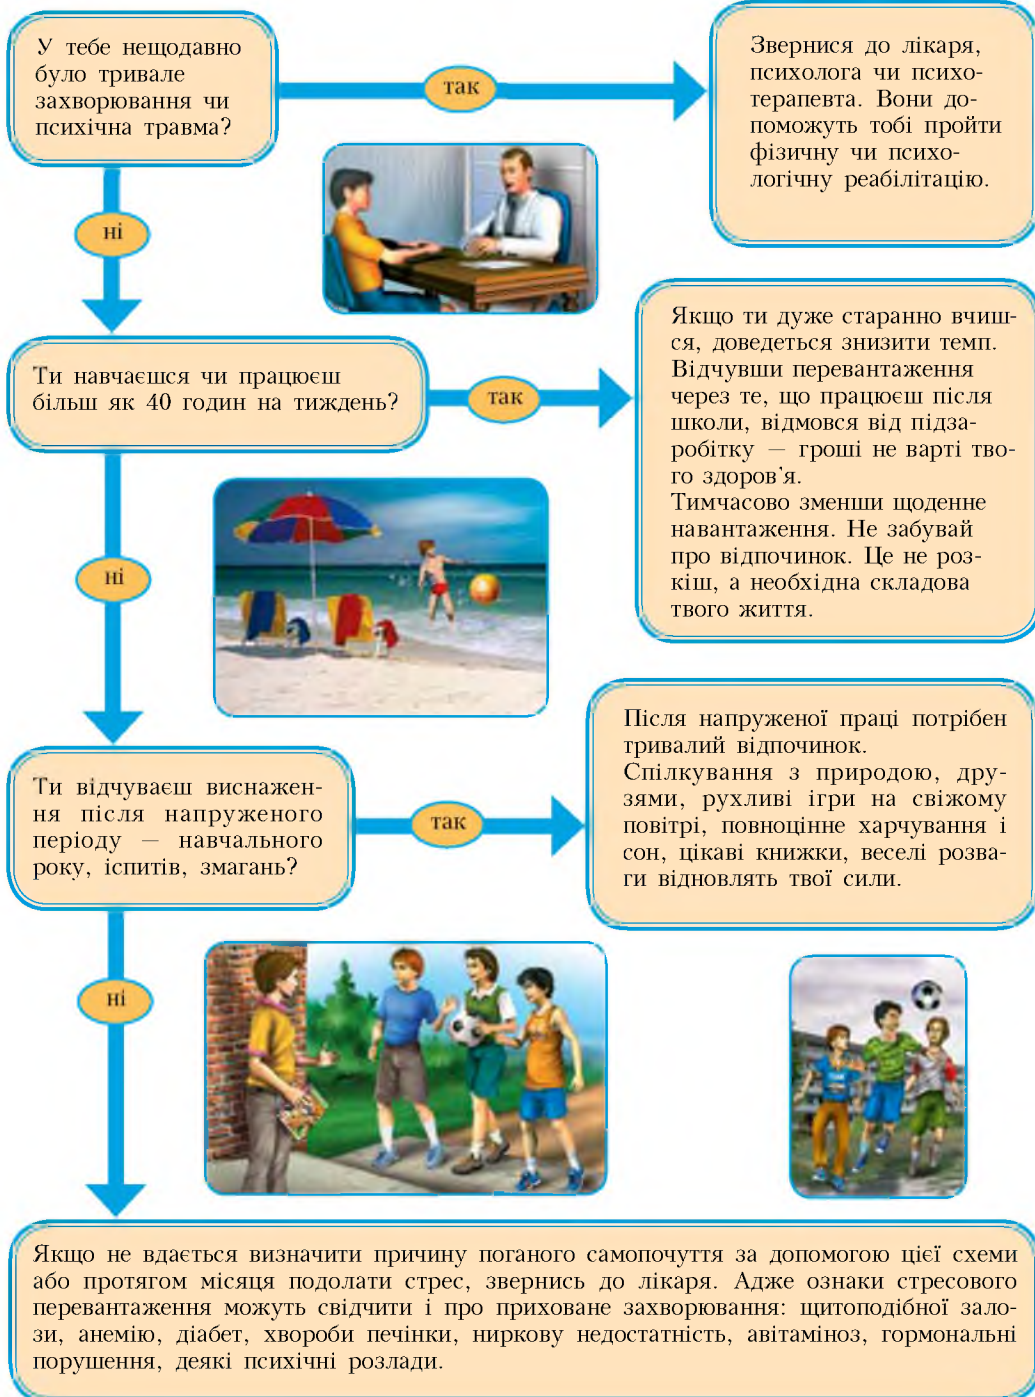 У тебе нещодавно
було тривале
захворювання чи
психічна травма?
так
Звернися до лікаря,
психолога чи психо-
терапевта. Вони до-
поможуть тобі пройти
фізичну чи психо-
логічну реабілітацію.
ні
Ти навчаєшся чи працюєш
більш як 40 годин на тиждень?
так
Якщо ти дуже старанно вчиш-
ся, доведеться знизити темп.
Відчувши перевантаження
через те, що працюєш після
школи, відмовся від підза-
робітку — гроші не варті тво-
го здоров'я.
Тимчасово зменши щоденне
навантаження. Не забувай
про відпочинок. Це не роз-
кіш, а необхідна складова
твого життя.
ні
Ти відчуваєш виснажен-
ня після напруженого
періоду — навчального
року, іспитів, змагань?
так
Після напруженої праці потрібен
тривалий відпочинок.
Спілкування з природою, дру-
зями, рухливі ігри на свіжому
повітрі, повноцінне харчування і
сон, цікаві книжки, веселі розва-
ги відновлять твої сили.
ні
Якщо не вдається визначити причину поганого самопочуття за допомогою цієї схеми
або протягом місяця подолати стрес, звернись до лікаря. Адже ознаки стресового
перевантаження можуть свідчити і про приховане захворювання: щитоподібної зало-
зи, анемію, діабет, хвороби печінки, ниркову недостатність, авітаміноз, гормональні
порушення, деякі психічні розлади.